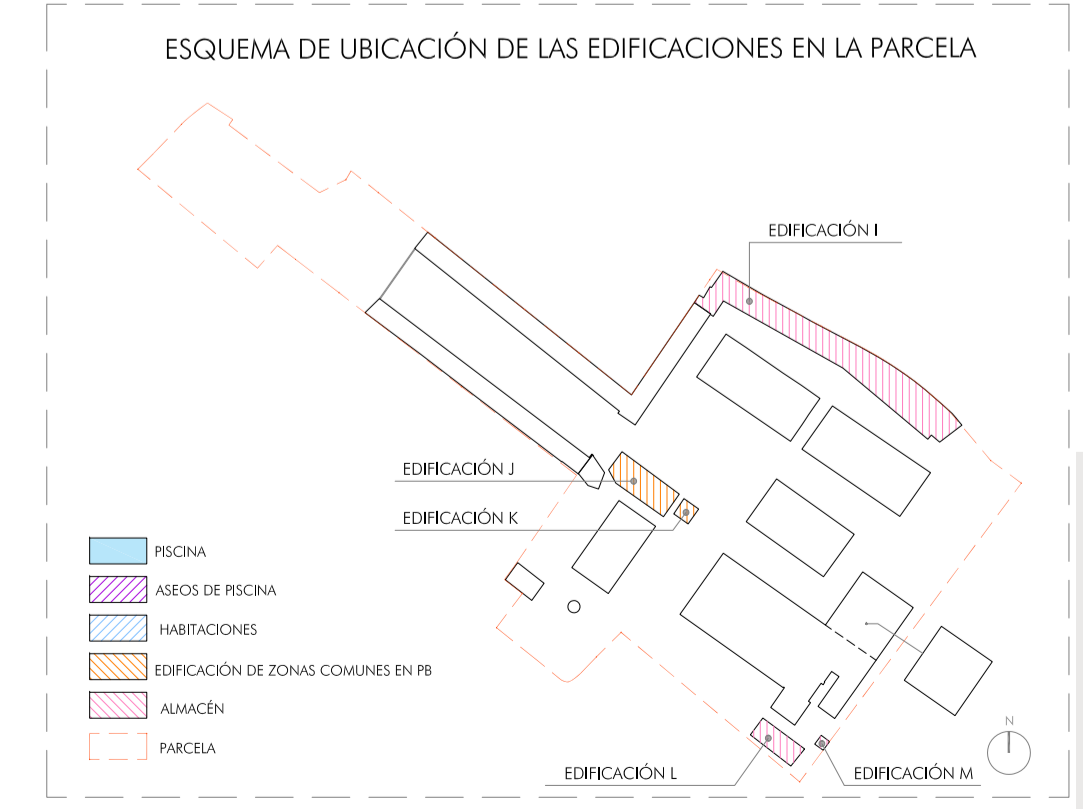 ESQUEMA DE UBICACIÓN DE LAS EDIFICACIONES EN LA PARCELA
EDIFICACIÓN I
EDIFICACIÓN J
EDIFICACIÓN K
PISCINA
ASEOS DE PISCINA
HABITACIONES
EDIFICACIÓN DE ZONAS COMUNES EN PB
ALMACÉN
PARCELA
N
EDIFICACIÓN L
EDIFICACIÓN M